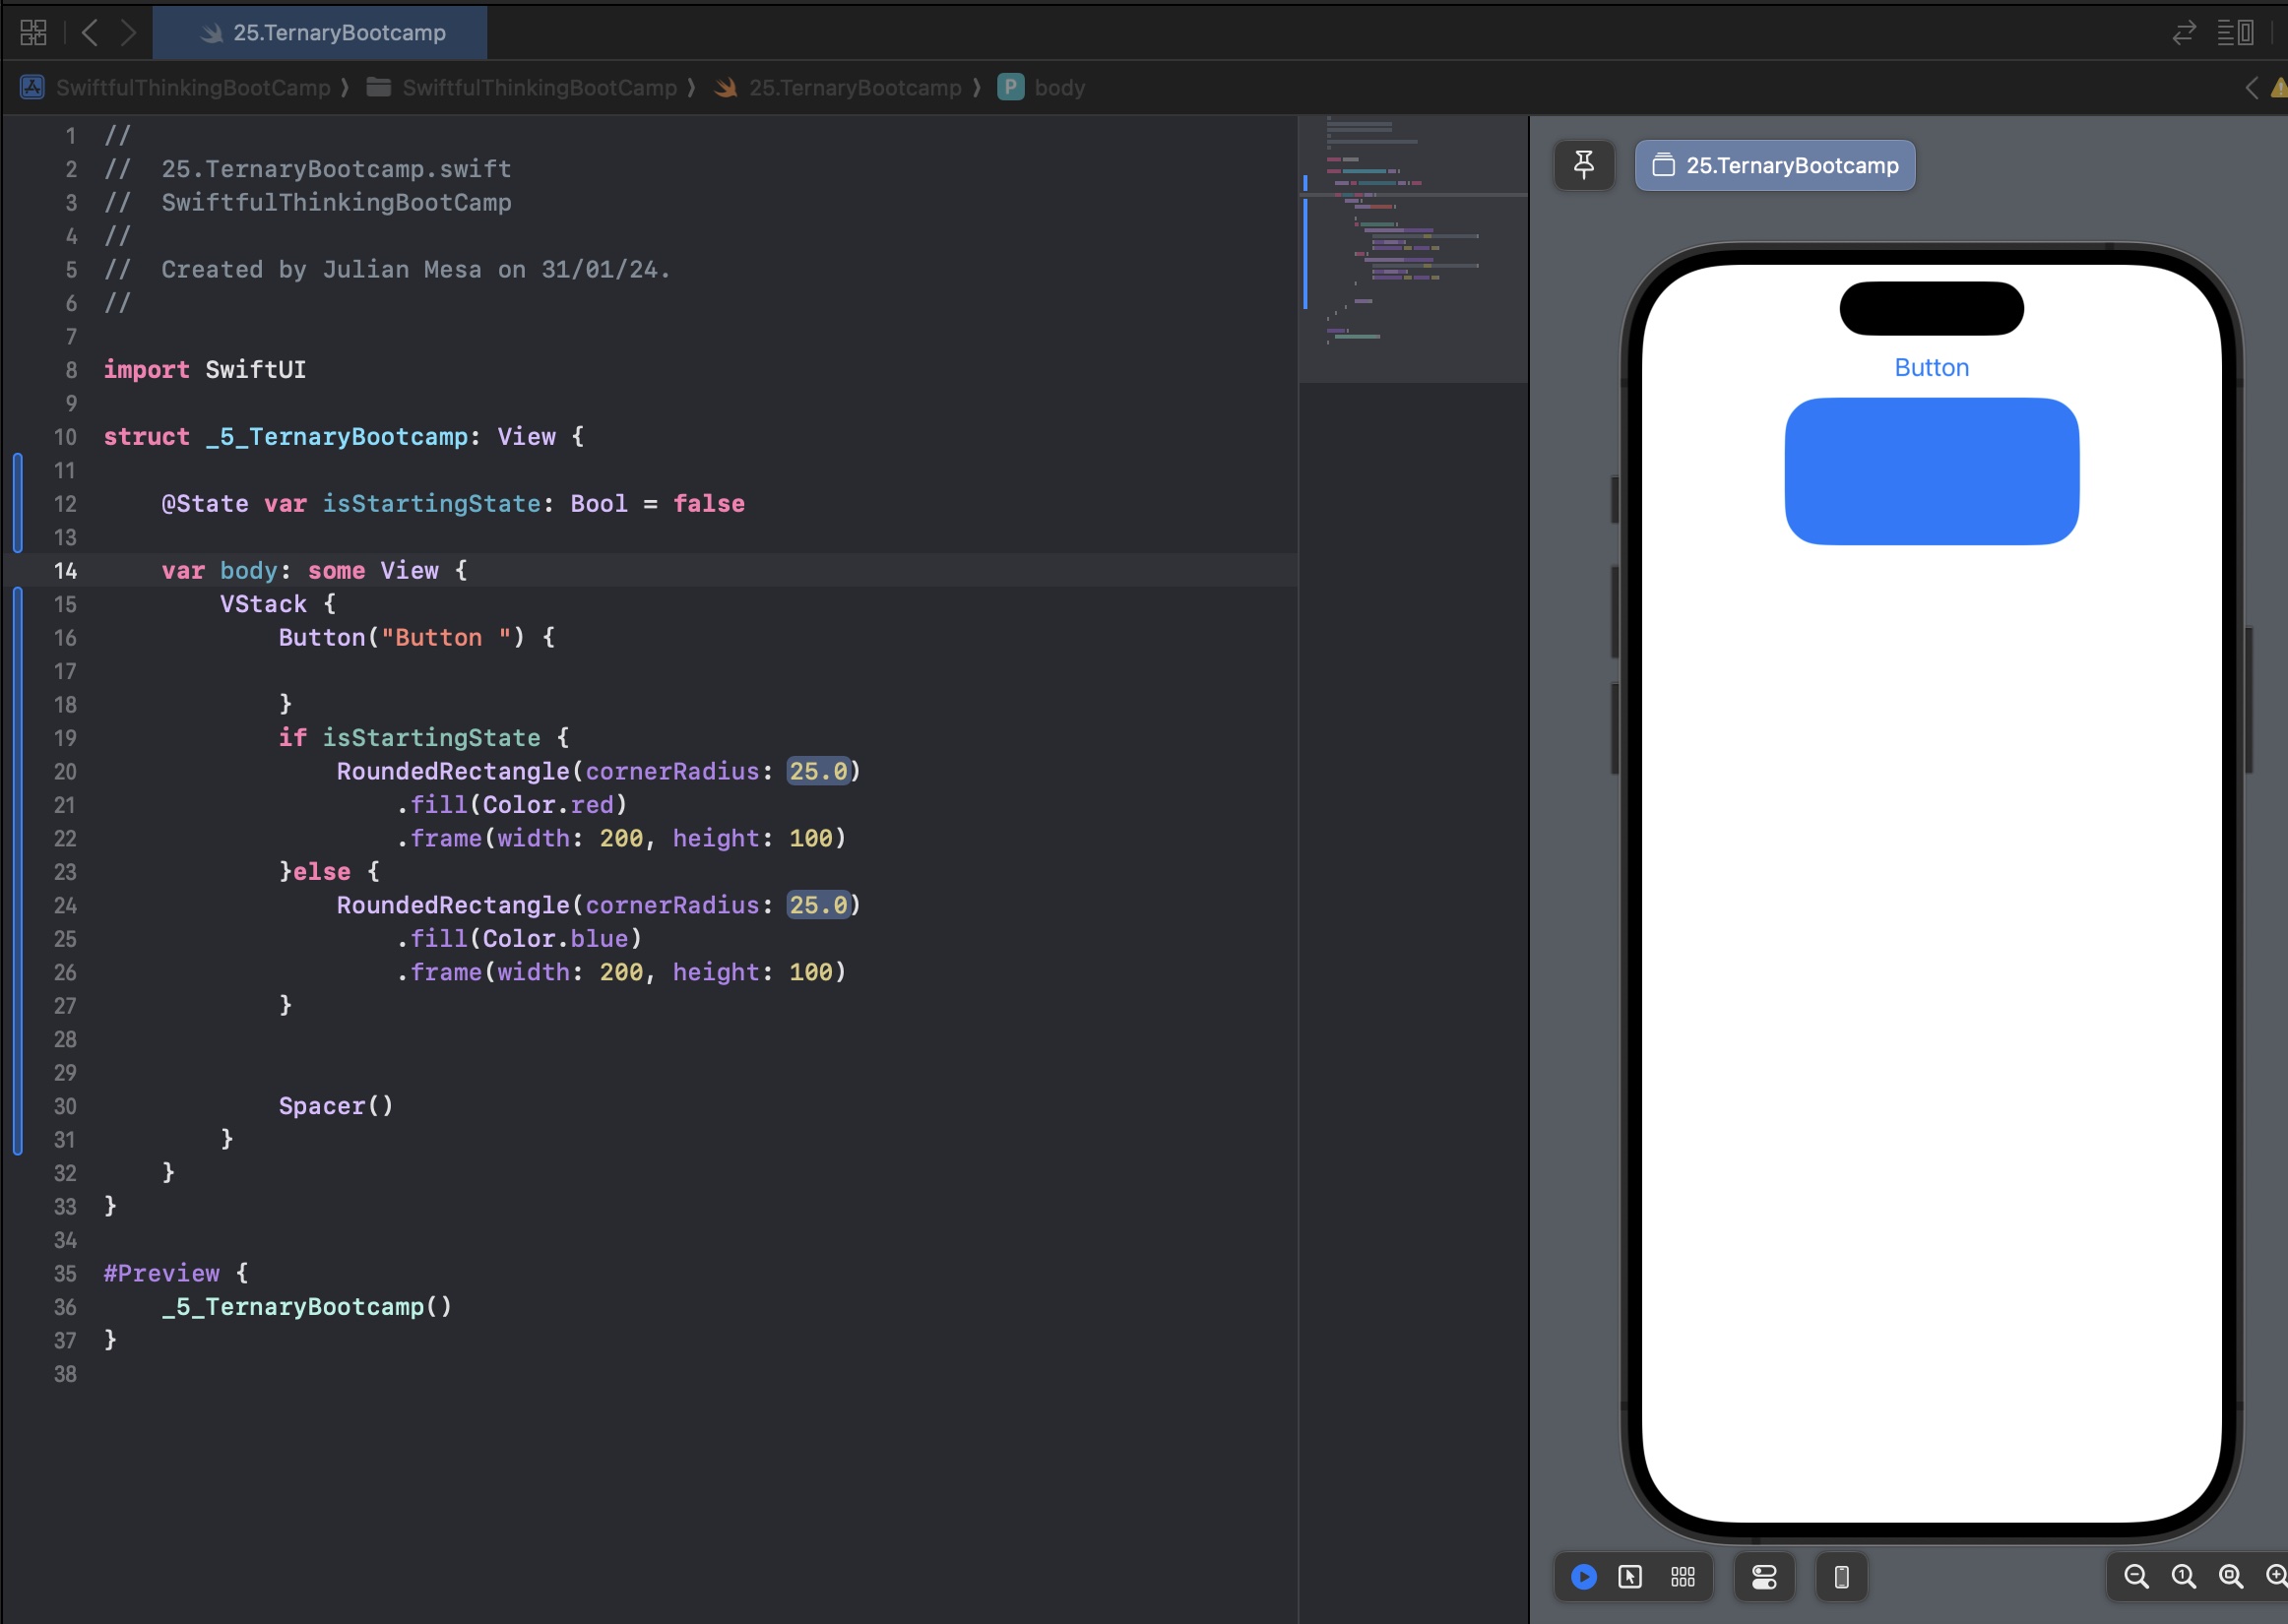 25.TernaryBootcamp
SwiftfulThinkingBootCamp ❭ SwiftfulThinkingBootCamp ❭ 25.TernaryBootcamp ❭ P body
1 //
2 //  25.TernaryBootcamp.swift
3 //  SwiftfulThinkingBootCamp
4 //
5 //  Created by Julian Mesa on 31/01/24.
6 //
7
8 import SwiftUI
9
10 struct _5_TernaryBootcamp: View {
11
12     @State var isStartingState: Bool = false
13
14     var body: some View {
15         VStack {
16             Button("Button ") {
17
18             }
19             if isStartingState {
20                 RoundedRectangle(cornerRadius: 25.0)
21                     .fill(Color.red)
22                     .frame(width: 200, height: 100)
23             }else {
24                 RoundedRectangle(cornerRadius: 25.0)
25                     .fill(Color.blue)
26                     .frame(width: 200, height: 100)
27             }
28
29
30             Spacer()
31         }
32     }
33 }
34
35 #Preview {
36     _5_TernaryBootcamp()
37 }
38
25.TernaryBootcamp
Button